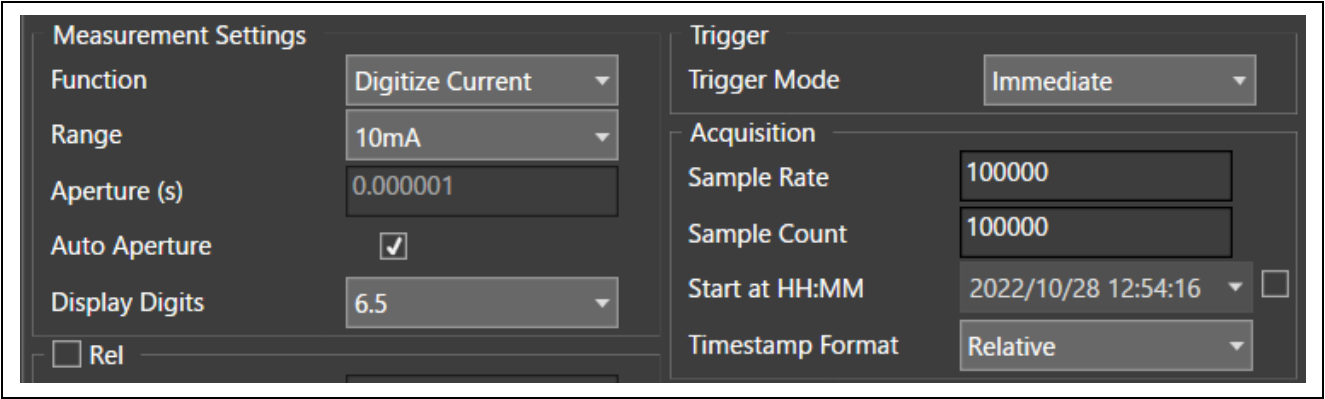 Measurement Settings
Function
Digitize Current
Range
10mA
Aperture (s)
0.000001
Auto Aperture
Display Digits
6.5
Rel
Trigger
Trigger Mode
Immediate
Acquisition
Sample Rate
100000
Sample Count
100000
Start at HH:MM
2022/10/28 12:54:16
Timestamp Format
Relative